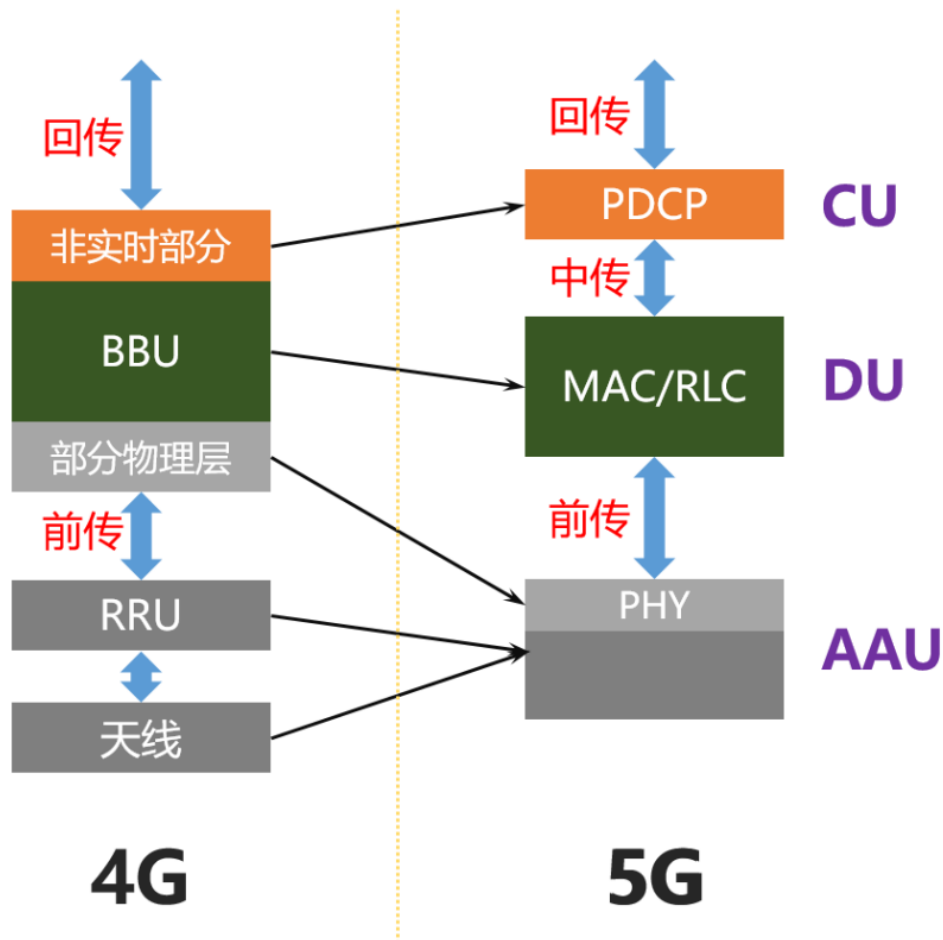 回传
非实时部分
BBU
部分物理层
前传
RRU
天线
4G
回传
PDCP
CU
中传
MAC/RLC
DU
前传
PHY
AAU
5G